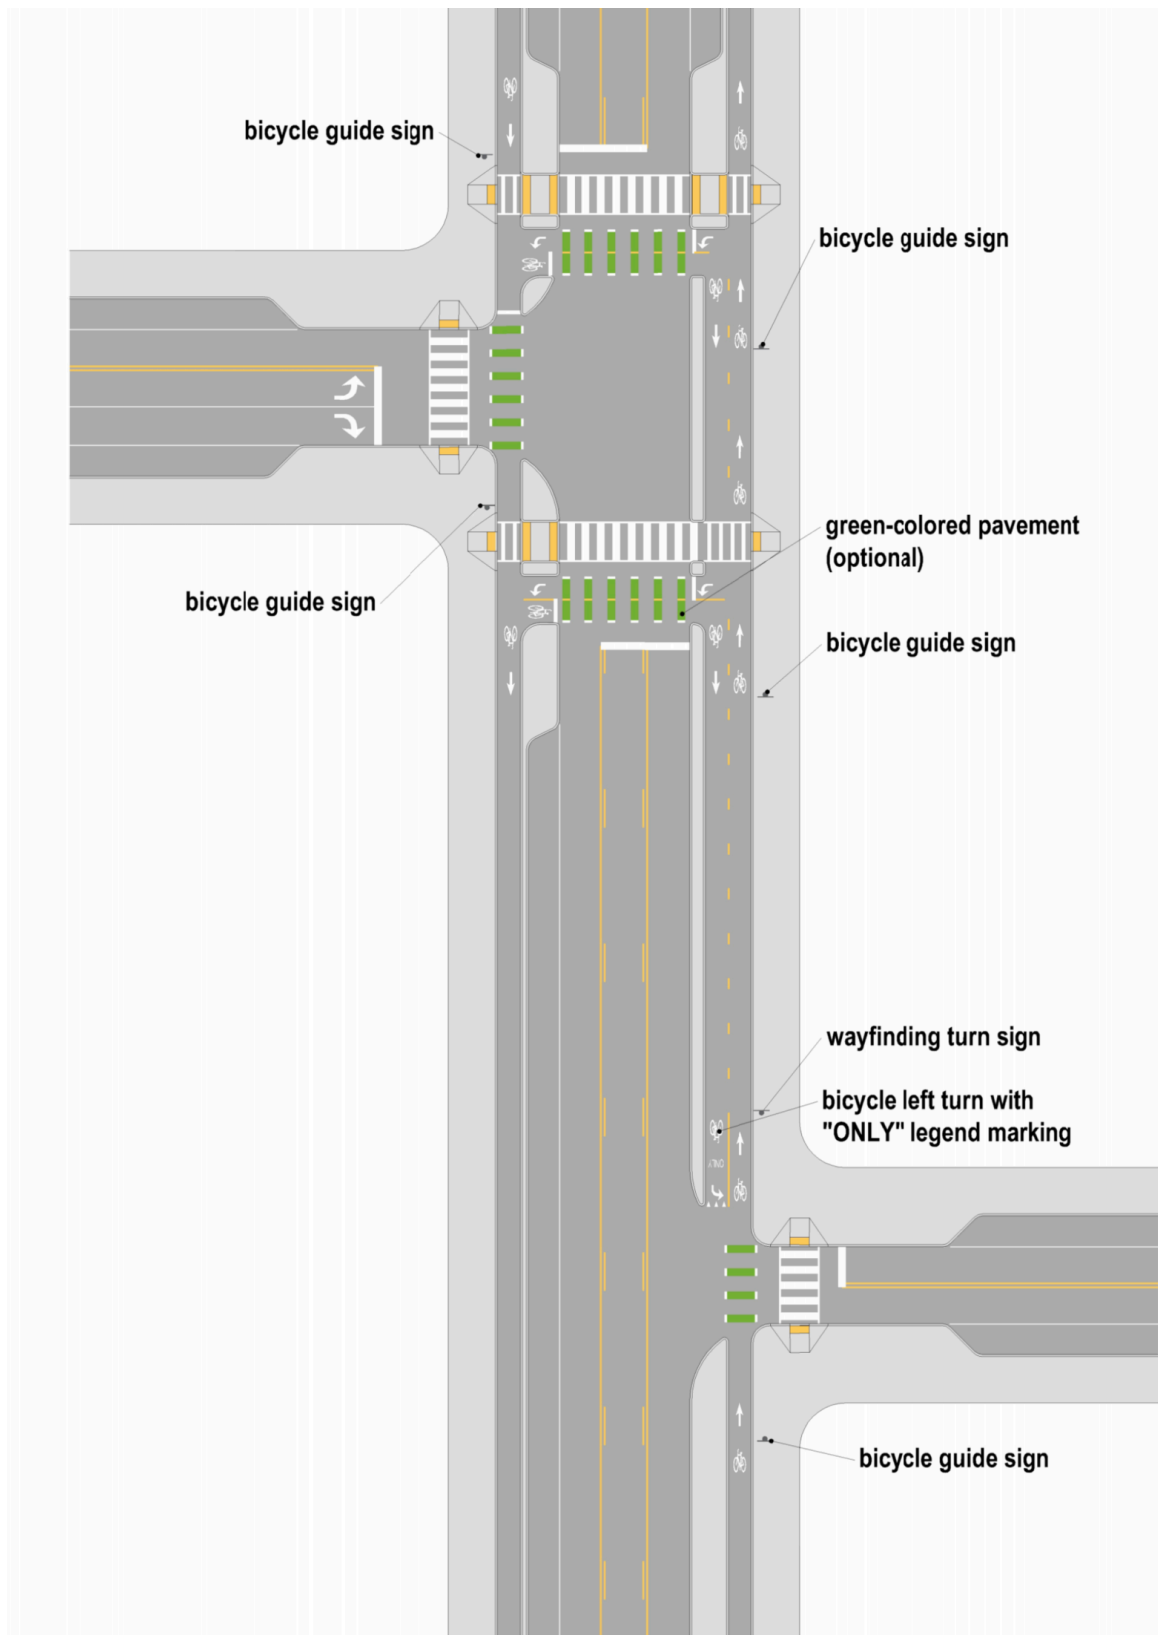 bicycle guide sign
bicycle guide sign
green-colored pavement
(optional)
bicycle guide sign
bicycle guide sign
wayfinding turn sign
bicycle left turn with
"ONLY" legend marking
ONLY
bicycle guide sign